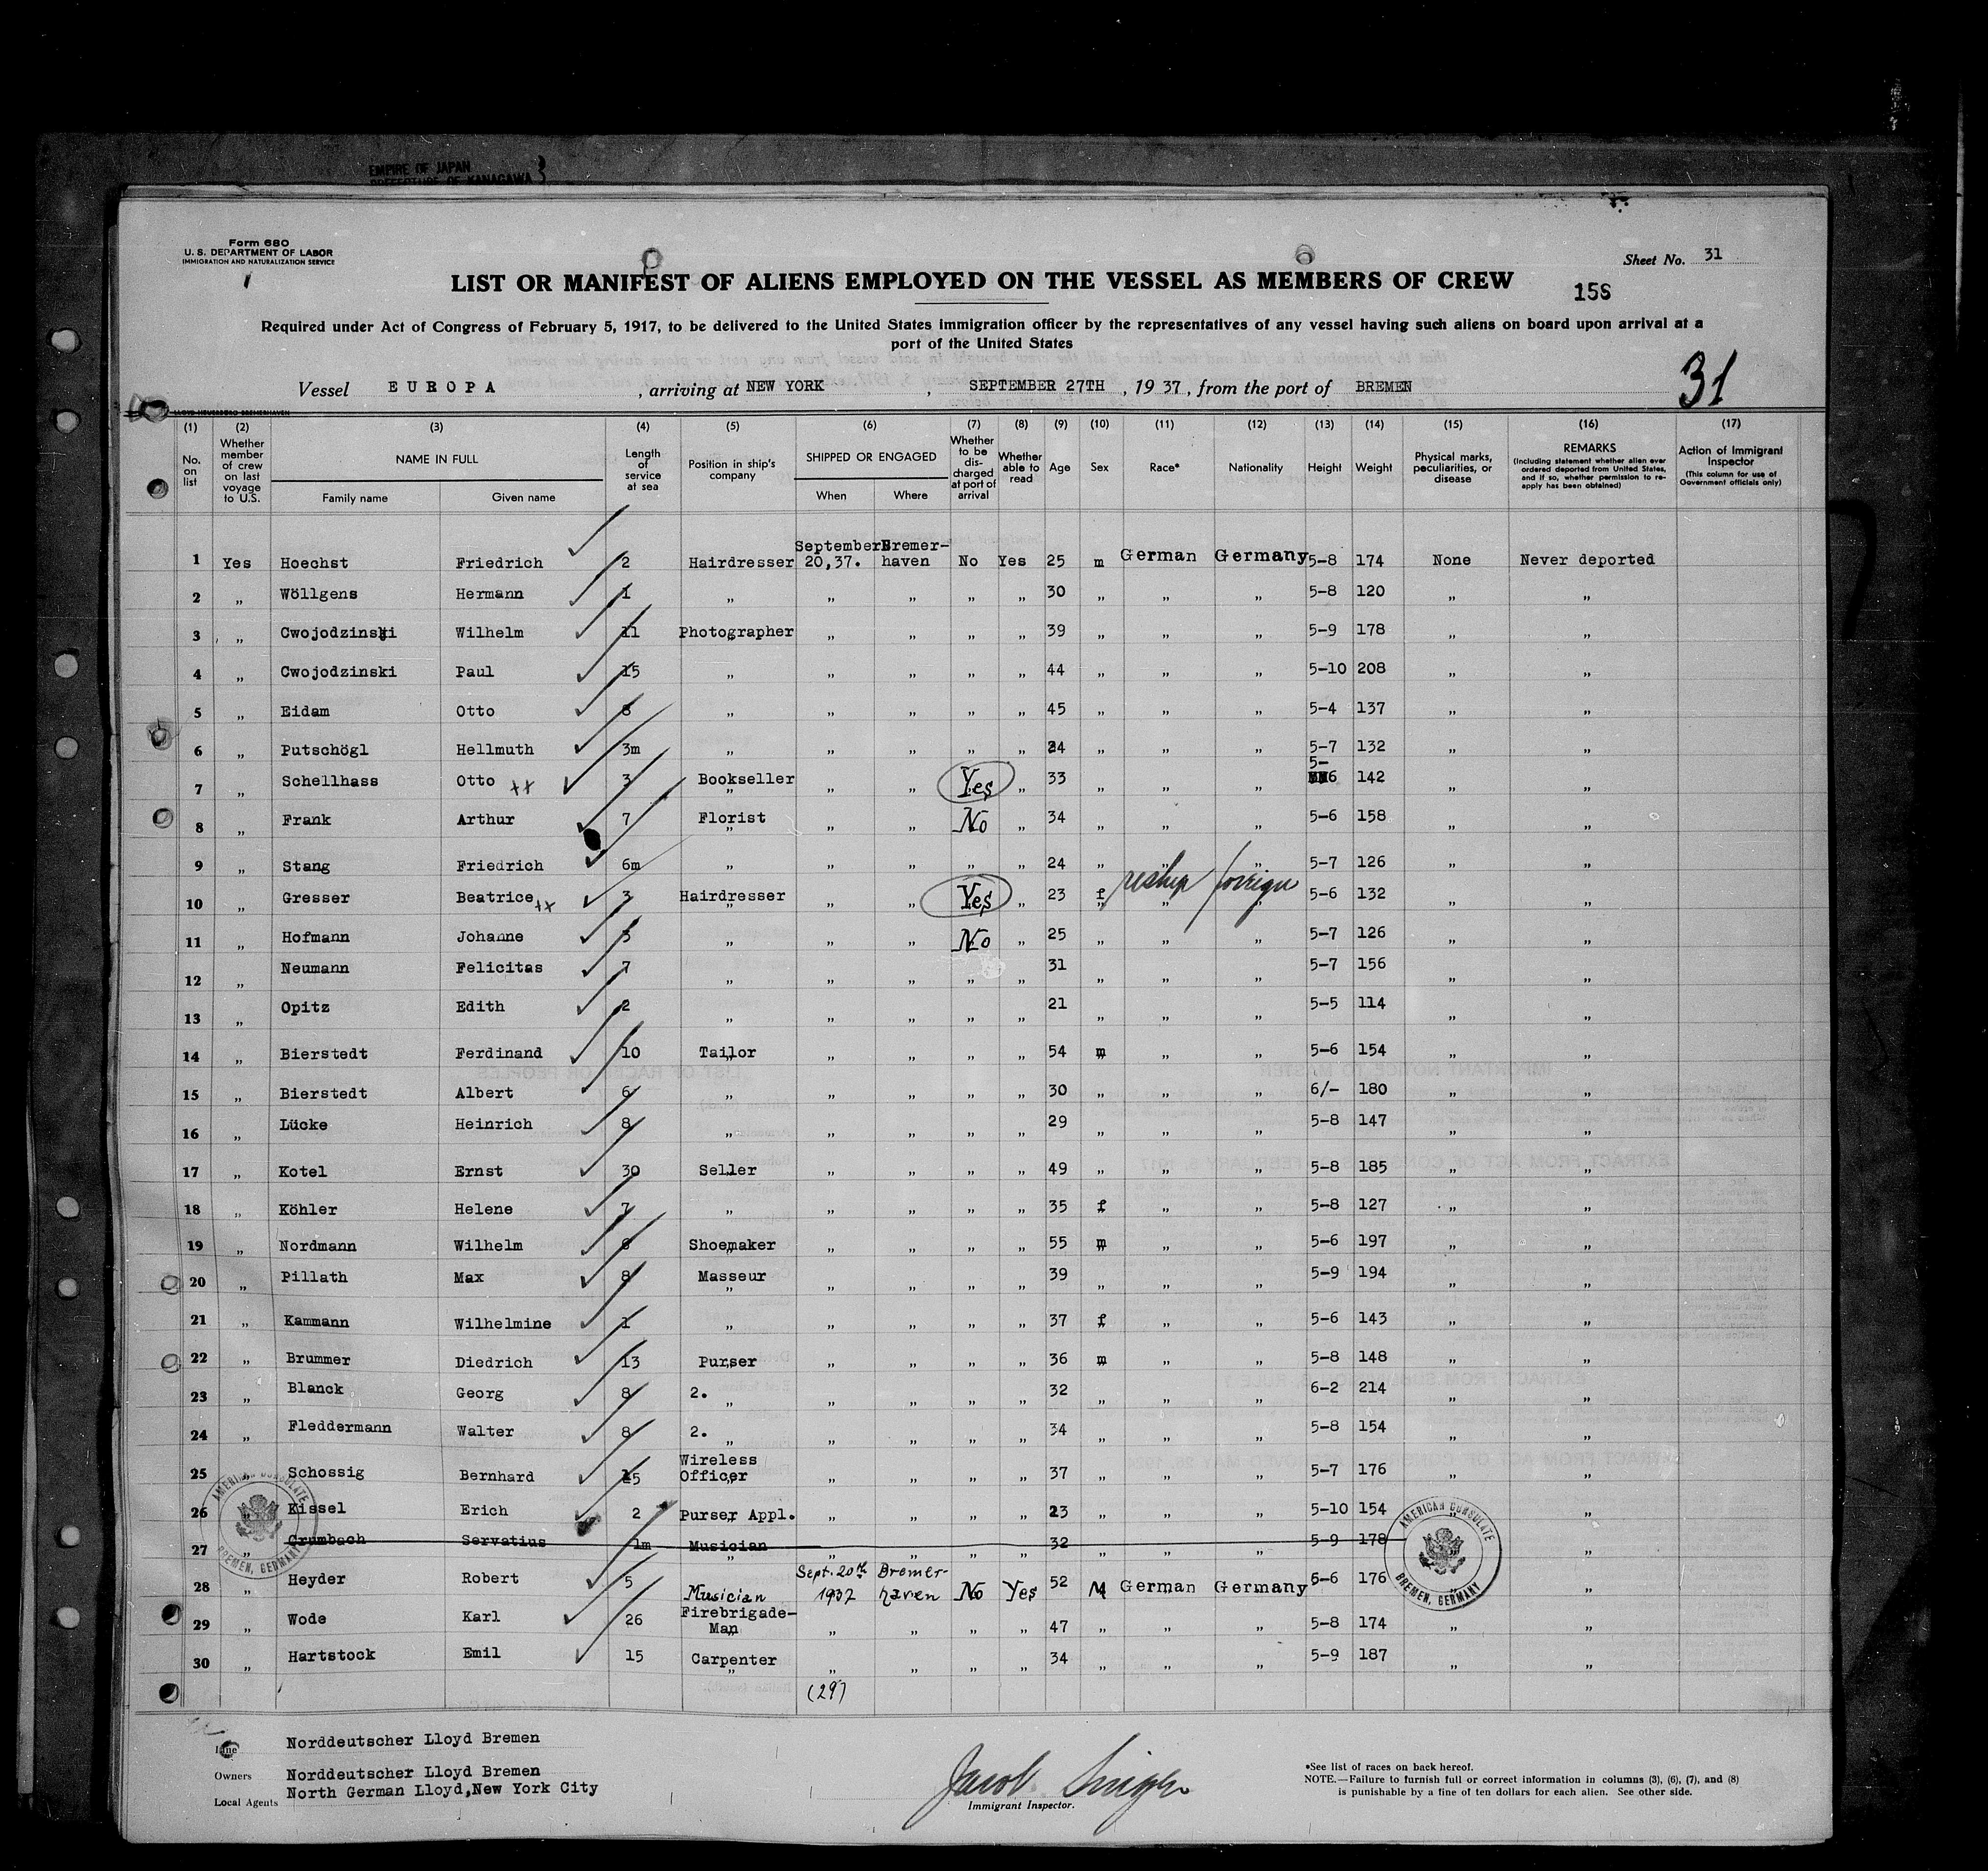 EMPIRE OF JAPAN
PREFECTURE OF KANAGAWA 3
Form 680
U. S. DEPARTMENT OF LABOR
IMMIGRATION AND NATURALIZATION SERVICE
Sheet No. 31
LIST OR MANIFEST OF ALIENS EMPLOYED ON THE VESSEL AS MEMBERS OF CREW
158
Required under Act of Congress of February 5, 1917, to be delivered to the United States immigration officer by the representatives of any vessel having such aliens on board upon arrival at a
port of the United States
31
Vessel EUROPA , arriving at NEW YORK , SEPTEMBER 27TH , 19 37 , from the port of BREMEN
(1) (2) (3) (4) (5) (6) (7) (8) (9) (10) (11) (12) (13) (14) (15) (16) (17)
No. on list Whether member of crew on last voyage to U.S. NAME IN FULL Family name Given name Length of service at sea Position in ship's company SHIPPED OR ENGAGED When Where Whether to be discharged at port of arrival Whether able to read Age Sex Race* Nationality Height Weight Physical marks, peculiarities, or disease REMARKS (Including statement whether alien ever ordered deported from United States, and if so, whether permission to re-apply has been obtained) Action of Immigrant Inspector (This column for use of Government officials only)
1 Yes Hoechst Friedrich 2 Hairdresser September 20,37. Bremer-haven No Yes 25 m German Germany 5-8 174 None Never deported
2 „ Wöllgens Hermann 1 „ „ „ „ „ 30 „ „ „ 5-8 120 „ „
3 „ Cwojodzinski Wilhelm 11 Photographer „ „ „ „ 39 „ „ „ 5-9 178 „ „
4 „ Cwojodzinski Paul 15 „ „ „ „ „ 44 „ „ „ 5-10 208 „ „
5 „ Eidam Otto 8 „ „ „ „ „ 45 „ „ „ 5-4 137 „ „
6 „ Putschögl Hellmuth 3m „ „ „ „ „ 24 „ „ „ 5-7 132 „ „
7 „ Schellhass Otto xx 3 Bookseller „ „ Yes „ 33 „ „ „ 5-6 142 „ „
8 „ Frank Arthur 7 Florist „ „ No „ 34 „ „ „ 5-6 158 „ „
9 „ Stang Friedrich 6m „ „ „ „ „ 24 „ „ „ 5-7 126 „ „
reship foreign
10 „ Gresser Beatrice xx 3 Hairdresser „ „ Yes „ 23 f „ „ 5-6 132 „ „
11 „ Hofmann Johanne 3 „ „ „ No „ 25 „ „ „ 5-7 126 „ „
12 „ Neumann Felicitas 7 „ „ „ „ „ 31 „ „ „ 5-7 156 „ „
13 „ Opitz Edith 2 „ „ „ „ „ 21 „ „ „ 5-5 114 „ „
14 „ Bierstedt Ferdinand 10 Tailor „ „ „ „ 54 m „ „ 5-6 154 „ „
15 „ Bierstedt Albert 6 „ „ „ „ „ 30 „ „ „ 6/- 180 „ „
16 „ Lücke Heinrich 8 „ „ „ „ „ 29 „ „ „ 5-8 147 „ „
17 „ Kotel Ernst 30 Seller „ „ „ „ 49 „ „ „ 5-8 185 „ „
18 „ Köhler Helene 7 „ „ „ „ „ 35 f „ „ 5-8 127 „ „
19 „ Nordmann Wilhelm Shoemaker „ „ „ „ 55 m „ „ 5-6 197 „ „
20 „ Pillath Max 8 Masseur „ „ „ „ 39 „ „ „ 5-9 194 „ „
21 „ Kammann Wilhelmine 1 „ „ „ „ „ 37 f „ „ 5-6 143 „ „
22 „ Brummer Diedrich 13 Purser „ „ „ „ 36 m „ „ 5-8 148 „ „
23 „ Blanck Georg 8 2. „ „ „ „ „ 32 „ „ „ 6-2 214 „ „
24 „ Fleddermann Walter 8 2. „ „ „ „ „ 34 „ „ „ 5-8 154 „ „
25 „ Schossig Bernhard 15 Wireless Officer „ „ „ „ 37 „ „ „ 5-7 176 „ „
26 „ Kissel Erich 2 Purser Appl. „ „ „ „ 23 „ „ „ 5-10 154 „ „
27 „ Crumbach Servatius 1m Musician „ „ „ „ 32 „ „ „ 5-9 178 „ „
28 „ Heyder Robert 5 Musician Sept. 20th 1937 Bremer-haven No Yes 52 M German Germany 5-6 176 „ „
29 „ Wode Karl 26 Firebrigade-Man „ „ „ „ 47 „ „ „ 5-8 174 „ „
30 „ Hartstock Emil 15 Carpenter „ „ „ „ 34 „ „ „ 5-9 187 „ „
(29)
AMERICAN CONSULATE BREMEN, GERMANY
AMERICAN CONSULATE BREMEN, GERMANY
Line Norddeutscher Lloyd Bremen
Owners Norddeutscher Lloyd Bremen
Local Agents North German Lloyd,New York City
Jacob
Immigrant Inspector.
*See list of races on back hereof.
NOTE.—Failure to furnish full or correct information in columns (3), (6), (7), and (8)
is punishable by a fine of ten dollars for each alien. See other side.